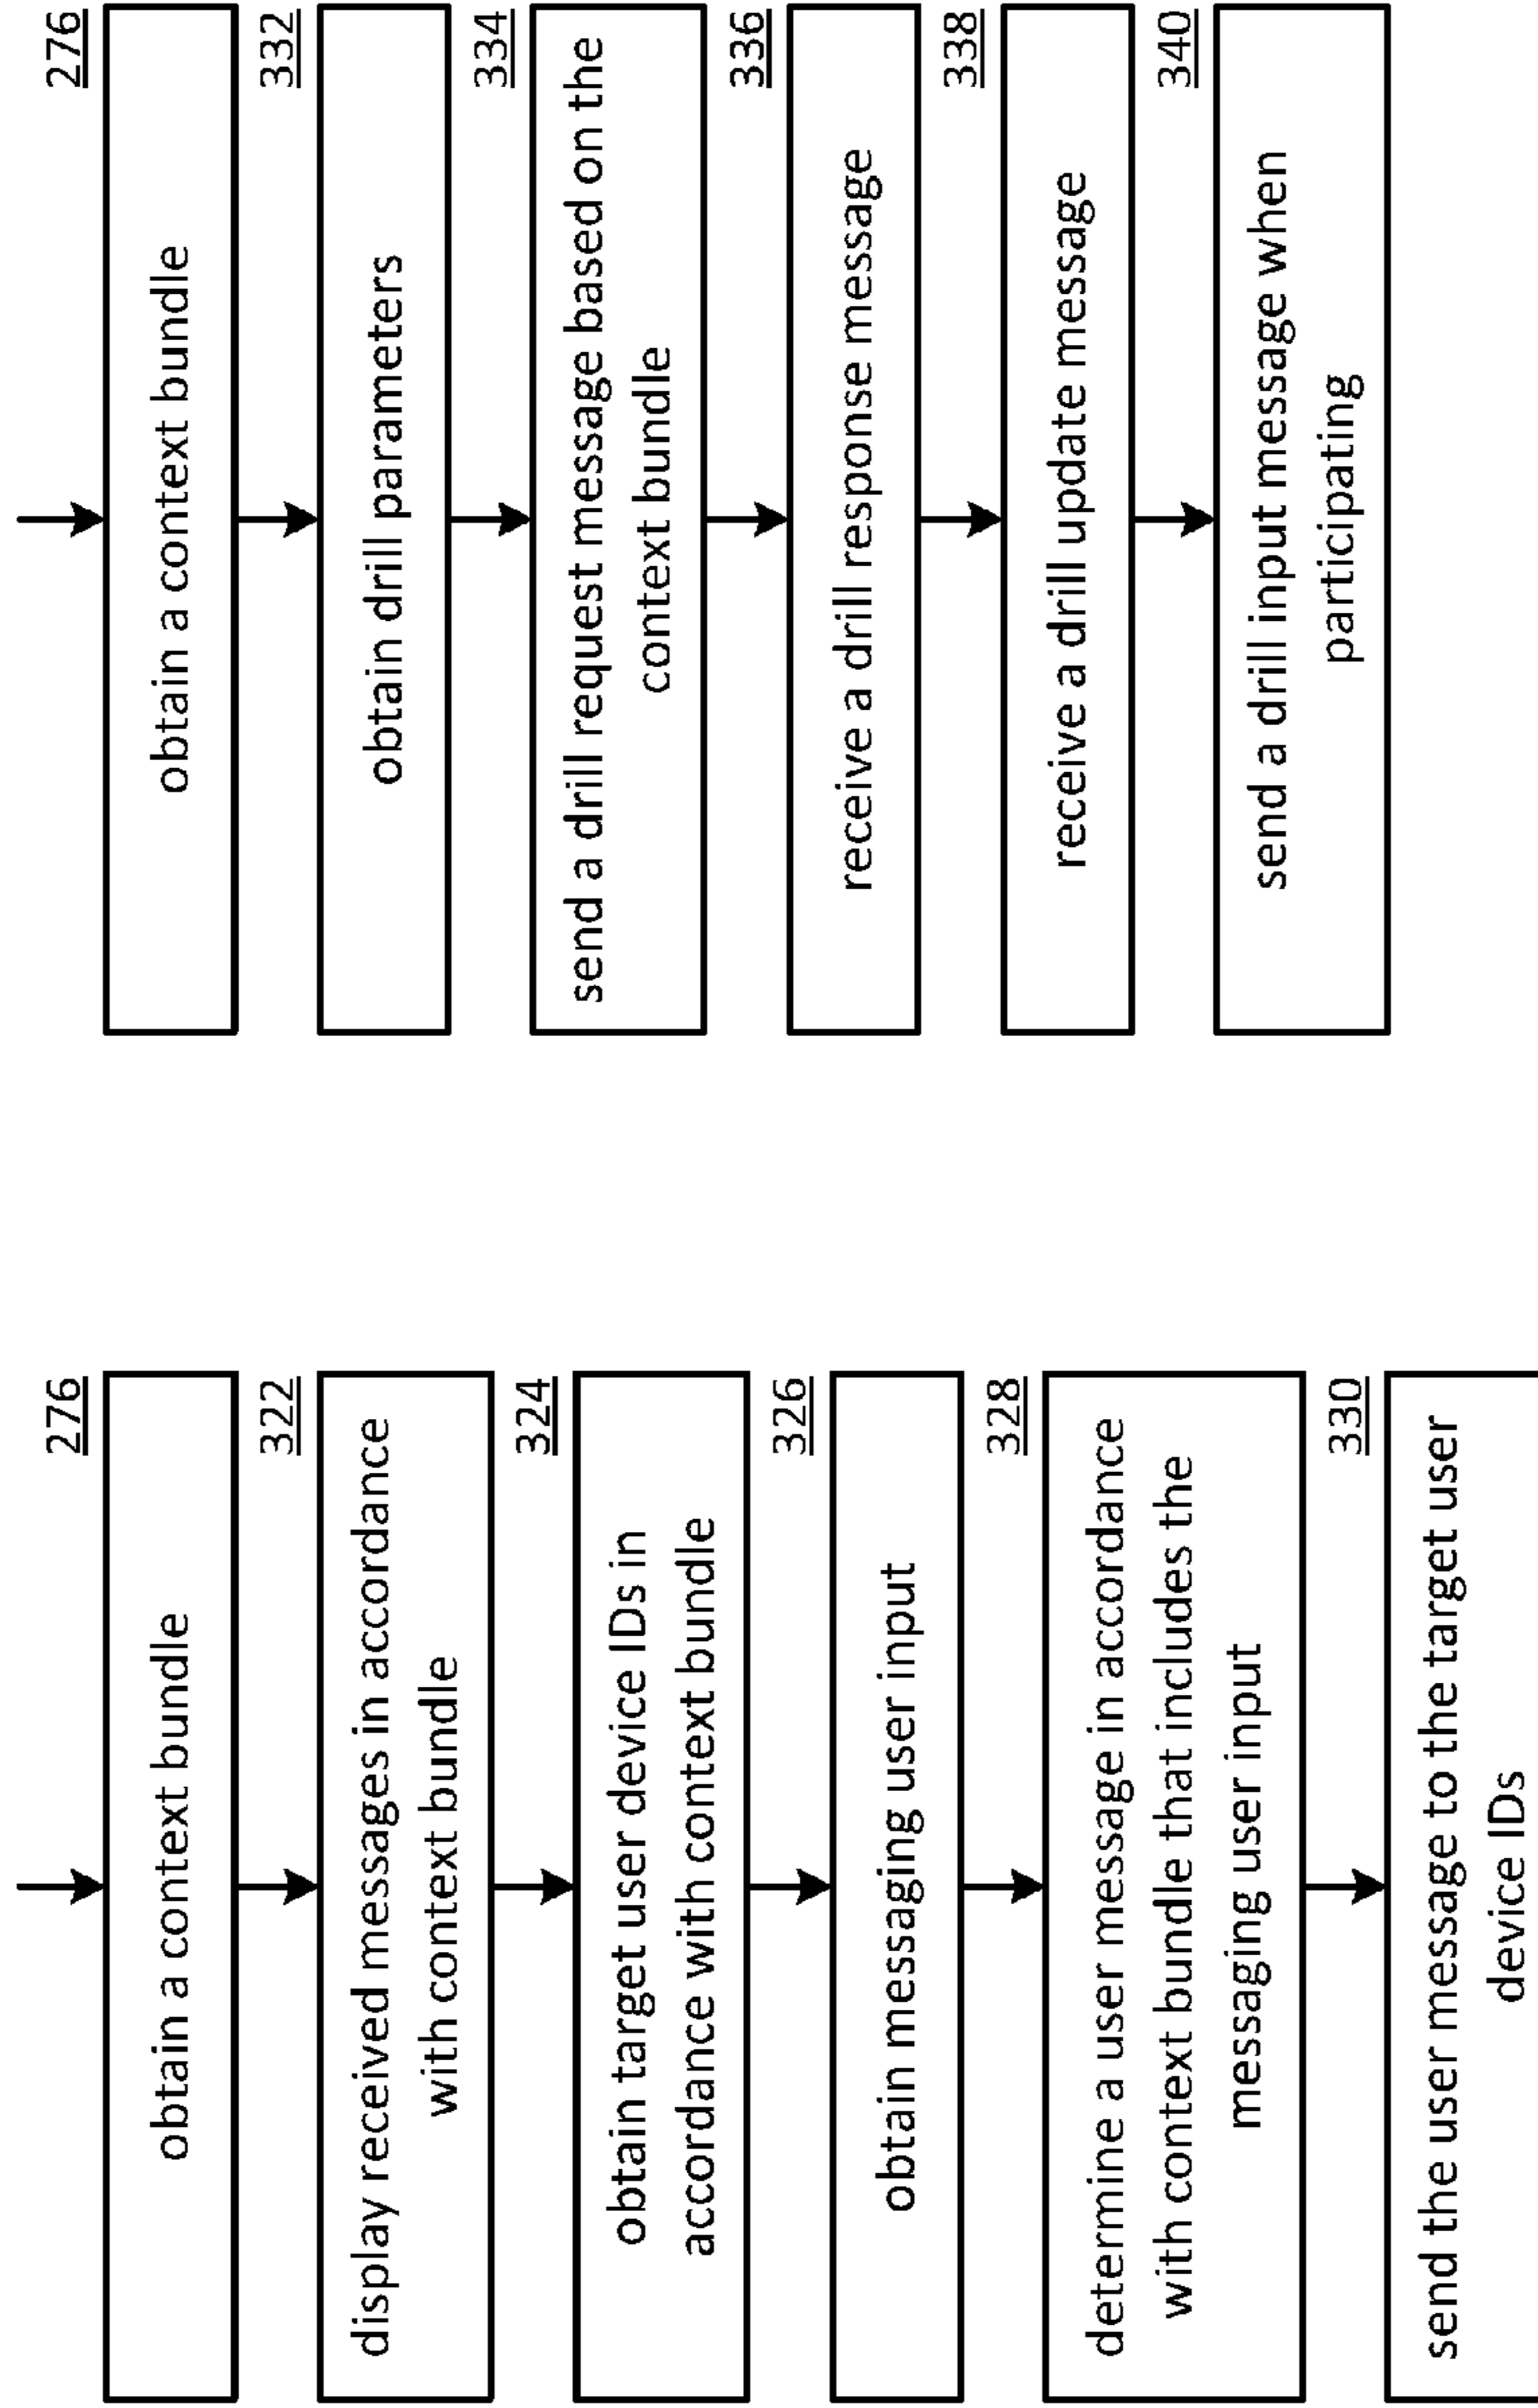 276
obtain a context bundle
322
display received messages in accordance
with context bundle
324
obtain target user device IDs in
accordance with context bundle
326
obtain messaging user input
328
determine a user message in accordance
with context bundle that includes the
messaging user input
330
send the user message to the target user
device IDs
276
obtain a context bundle
332
obtain drill parameters
334
send a drill request message based on the
context bundle
336
receive a drill response message
338
receive a drill update message
340
send a drill input message when
participating